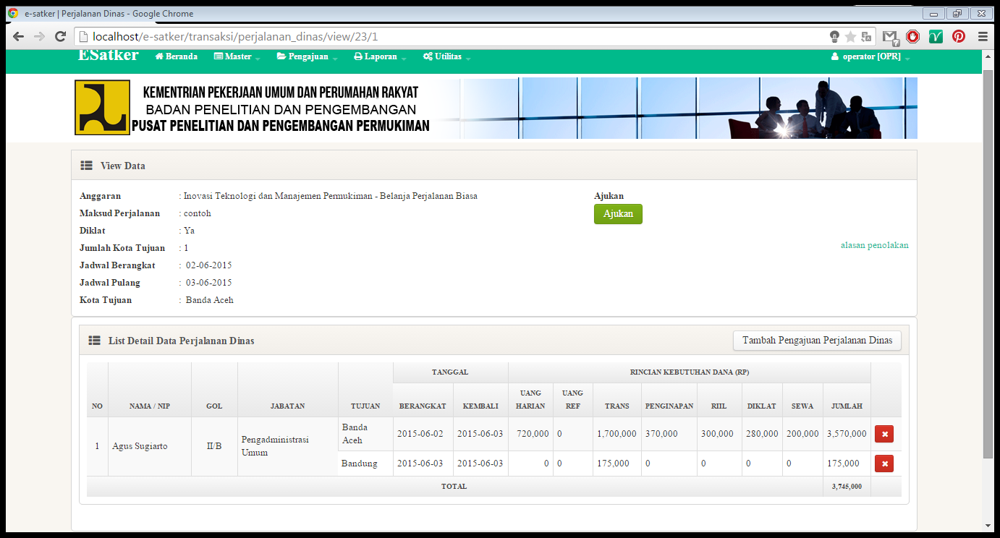 e-satker | Perjalanan Dinas - Google Chrome
localhost/e-satker/transaksi/perjalanan_dinas/view/23/1
ESatker Beranda Master Pengajuan Laporan Utilitas operator [OPR]
KEMENTRIAN PEKERJAAN UMUM DAN PERUMAHAN RAKYAT
BADAN PENELITIAN DAN PENGEMBANGAN
PUSAT PENELITIAN DAN PENGEMBANGAN PERMUKIMAN
View Data
Anggaran : Inovasi Teknologi dan Manajemen Permukiman - Belanja Perjalanan Biasa Ajukan
Maksud Perjalanan : contoh Ajukan
Diklat : Ya
Jumlah Kota Tujuan : 1 alasan penolakan
Jadwal Berangkat : 02-06-2015
Jadwal Pulang : 03-06-2015
Kota Tujuan : Banda Aceh
List Detail Data Perjalanan Dinas Tambah Pengajuan Perjalanan Dinas
TANGGAL RINCIAN KEBUTUHAN DANA (RP)
NO NAMA / NIP GOL JABATAN TUJUAN BERANGKAT KEMBALI UANG HARIAN UANG REF TRANS PENGINAPAN RIIL DIKLAT SEWA JUMLAH
1 Agus Sugiarto II/B Pengadministrasi Umum Banda Aceh 2015-06-02 2015-06-03 720,000 0 1,700,000 370,000 300,000 280,000 200,000 3,570,000
Bandung 2015-06-03 2015-06-03 0 0 175,000 0 0 0 0 175,000
TOTAL 3,745,000